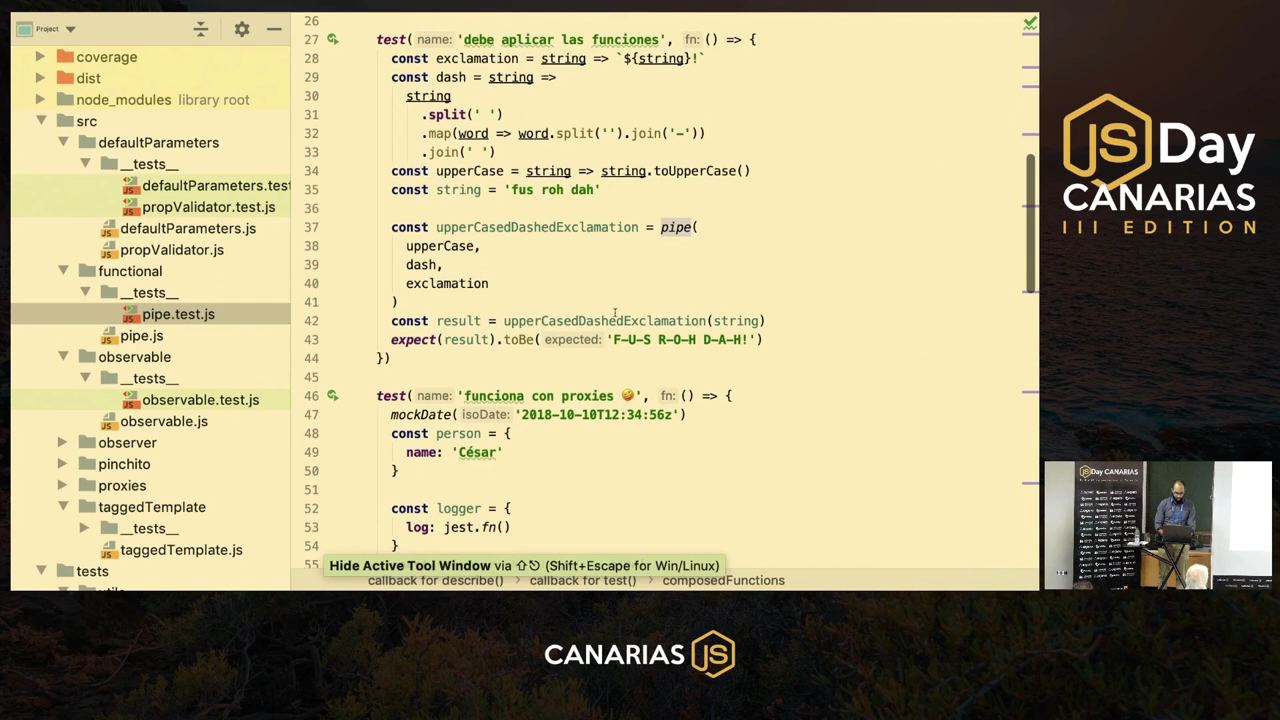 Project
coverage
dist
node_modules library root
src
defaultParameters
__tests__
defaultParameters.test
propValidator.test.js
defaultParameters.js
propValidator.js
functional
__tests__
pipe.test.js
pipe.js
observable
__tests__
observable.test.js
observable.js
observer
pinchito
proxies
taggedTemplate
__tests__
taggedTemplate.js
tests
26
27 test( name: 'debe aplicar las funciones', fn: () => {
28 const exclamation = string => `${string}!`
29 const dash = string =>
30 string
31 .split(' ')
32 .map(word => word.split('').join('-'))
33 .join(' ')
34 const upperCase = string => string.toUpperCase()
35 const string = 'fus roh dah'
36
37 const upperCasedDashedExclamation = pipe(
38 upperCase,
39 dash,
40 exclamation
41 )
42 const result = upperCasedDashedExclamation(string)
43 expect(result).toBe( expected: 'F-U-S R-O-H D-A-H!')
44 })
45
46 test( name: 'funciona con proxies 🤪', fn: () => {
47 mockDate( isoDate: '2018-10-10T12:34:56z')
48 const person = {
49 name: 'César'
50 }
51
52 const logger = {
53 log: jest.fn()
54 }
55
Hide Active Tool Window via ⇧⎋ (Shift+Escape for Win/Linux)
callback for describe() › callback for test() › composedFunctions
JS Day
CANARIAS
III EDITION
JS Day CANARIAS
CANARIAS JS